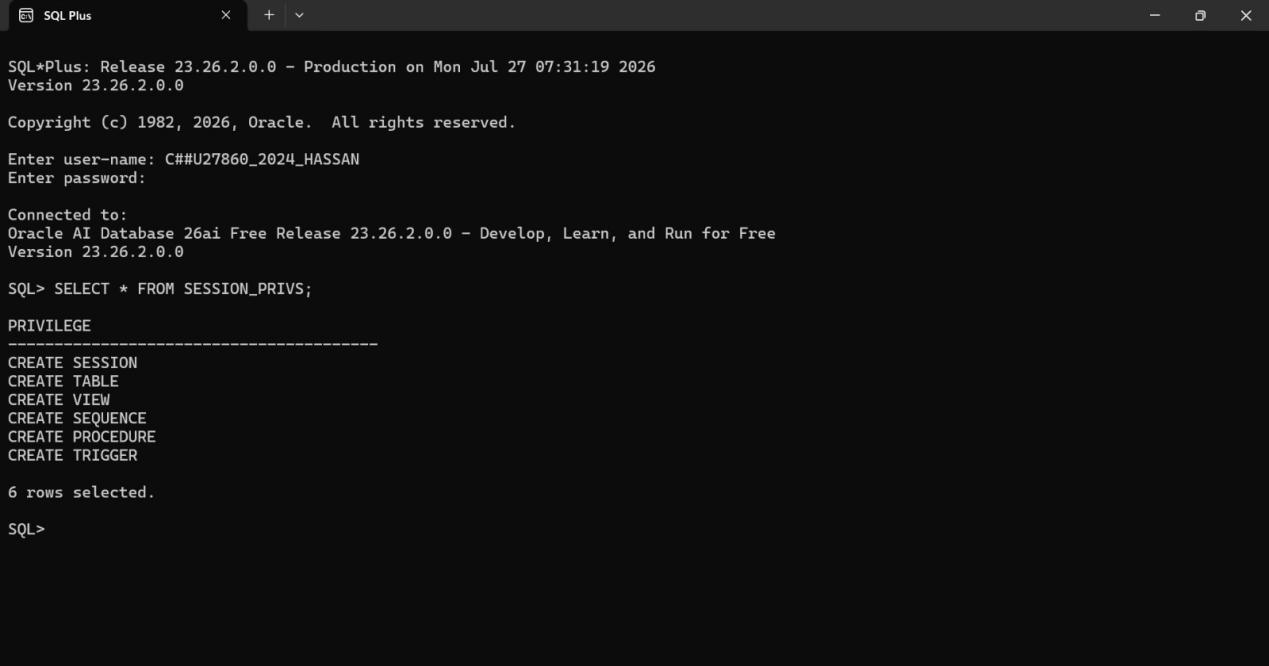 SQL Plus
SQL*Plus: Release 23.26.2.0.0 - Production on Mon Jul 27 07:31:19 2026
Version 23.26.2.0.0
Copyright (c) 1982, 2026, Oracle.  All rights reserved.
Enter user-name: C##U27860_2024_HASSAN
Enter password:
Connected to:
Oracle AI Database 26ai Free Release 23.26.2.0.0 - Develop, Learn, and Run for Free
Version 23.26.2.0.0
SQL> SELECT * FROM SESSION_PRIVS;
PRIVILEGE
----------------------------------------
CREATE SESSION
CREATE TABLE
CREATE VIEW
CREATE SEQUENCE
CREATE PROCEDURE
CREATE TRIGGER
6 rows selected.
SQL>